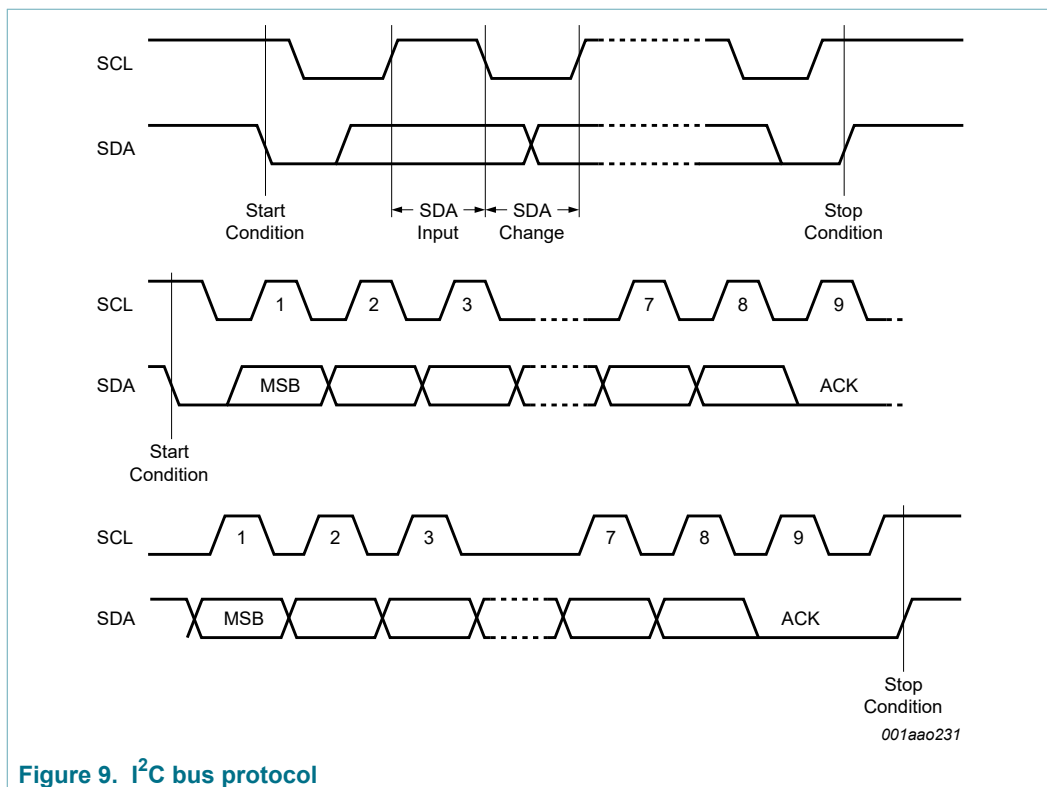 SCL
SDA
Start
Condition
SDA
Input
SDA
Change
Stop
Condition
SCL
1 2 3 7 8 9
SDA
MSB ACK
Start
Condition
SCL
1 2 3 7 8 9
SDA
MSB ACK
Stop
Condition
001aao231
Figure 9. I²C bus protocol